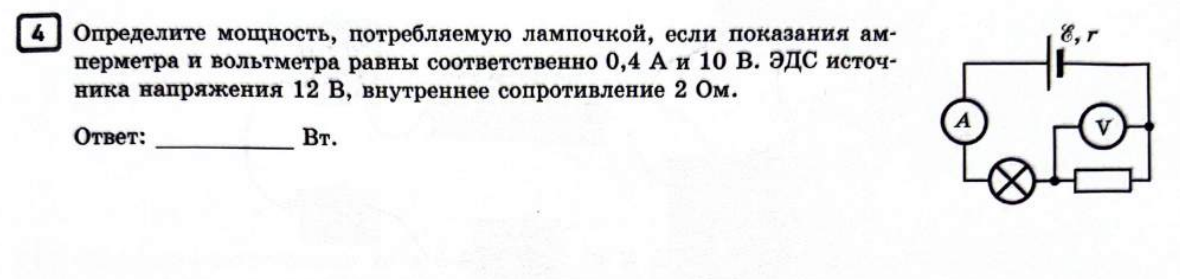 4 Определите мощность, потребляемую лампочкой, если показания ам-
перметра и вольтметра равны соответственно 0,4 А и 10 В. ЭДС источ-
ника напряжения 12 В, внутреннее сопротивление 2 Ом.
Ответ: __________ Вт.
ℰ, r
A
V